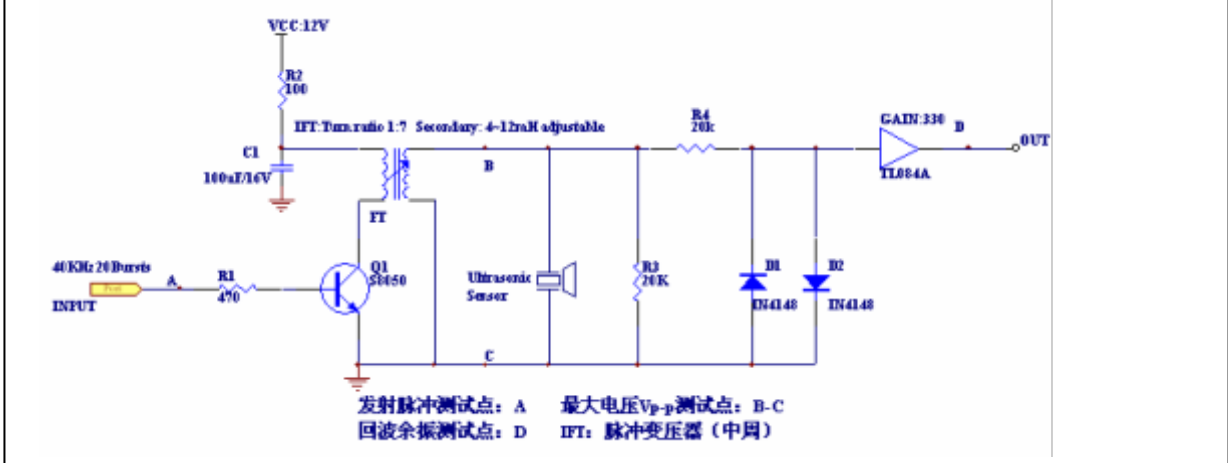 VCC:12V
R2
100
IFT:Turn.ratio 1:7 Secondary: 4~12mH adjustable
R4
20k
GAIN:330
D
OUT
C1
100uF/16V
B
TL084A
FT
40KHz 20Bursts
A
R1
470
INPUT
Q1
S8050
Ultrasonic
Sensor
R3
20K
D1
D2
IN4148
IN4148
C
发射脉冲测试点：A 最大电压Vp-p测试点：B-C
回波余振测试点：D IFT：脉冲变压器（中周）